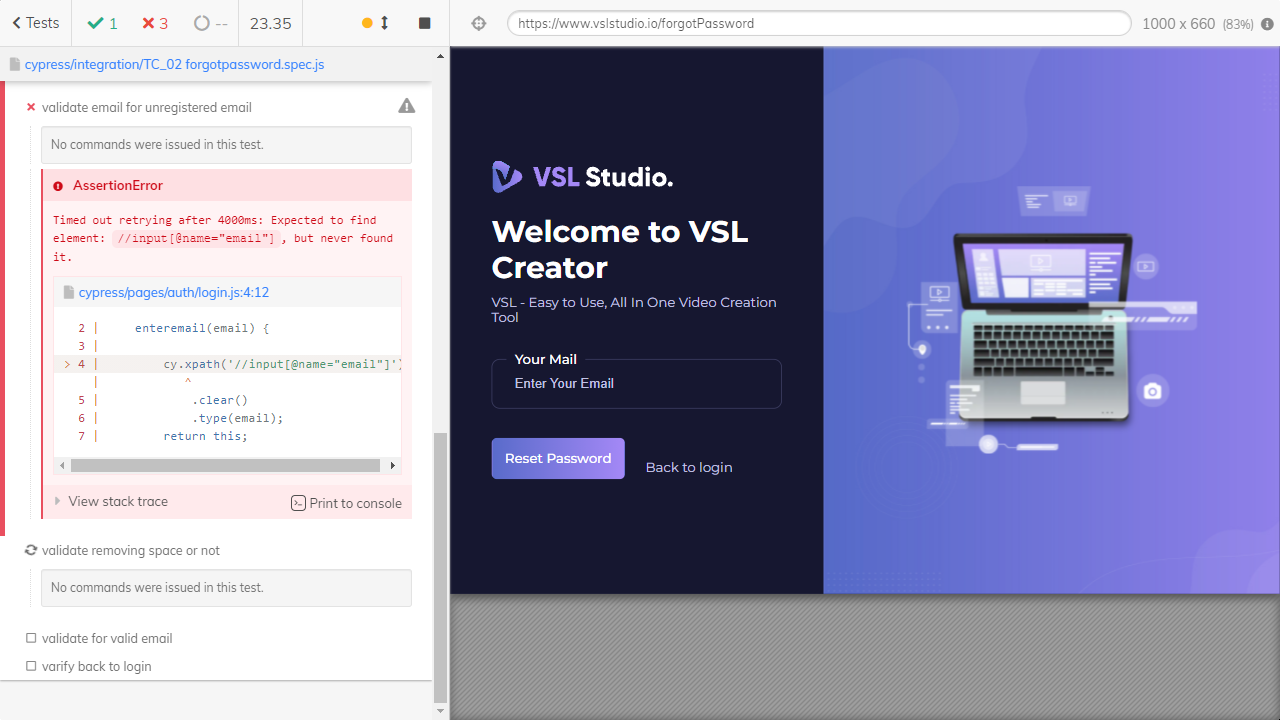 Tests
1
3
--
23.35
https://www.vslstudio.io/forgotPassword
1000 x 660 (83%)
cypress/integration/TC_02 forgotpassword.spec.js
validate email for unregistered email
No commands were issued in this test.
AssertionError
Timed out retrying after 4000ms: Expected to find
element: //input[@name="email"] , but never found
it.
cypress/pages/auth/login.js:4:12
2 | enteremail(email) {
3 |
> 4 | cy.xpath('//input[@name="email"]')
| ^
5 | .clear()
6 | .type(email);
7 | return this;
View stack trace
Print to console
validate removing space or not
No commands were issued in this test.
validate for valid email
varify back to login
VSL Studio.
Welcome to VSL
Creator
VSL - Easy to Use, All In One Video Creation
Tool
Your Mail
Enter Your Email
Reset Password
Back to login